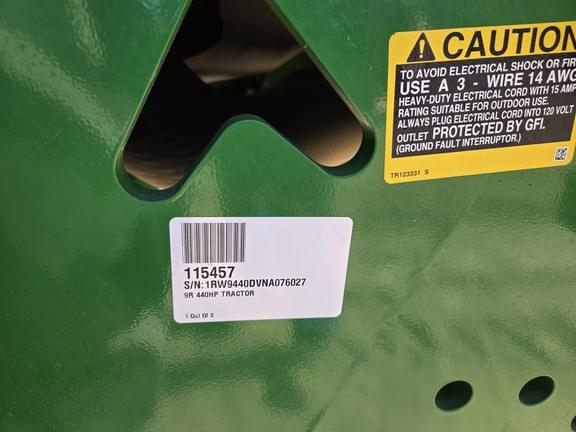 CAUTION
TO AVOID ELECTRICAL SHOCK OR FIR
USE A 3 - WIRE 14 AWG
HEAVY-DUTY ELECTRICAL CORD WITH 15 AMP
RATING SUITABLE FOR OUTDOOR USE.
ALWAYS PLUG ELECTRICAL CORD INTO 120 VOLT
OUTLET PROTECTED BY GFI.
(GROUND FAULT INTERRUPTOR.)
TR123331 S
115457
S/N: 1RW9440DVNA076027
9R 440HP TRACTOR
1 Out Of 3